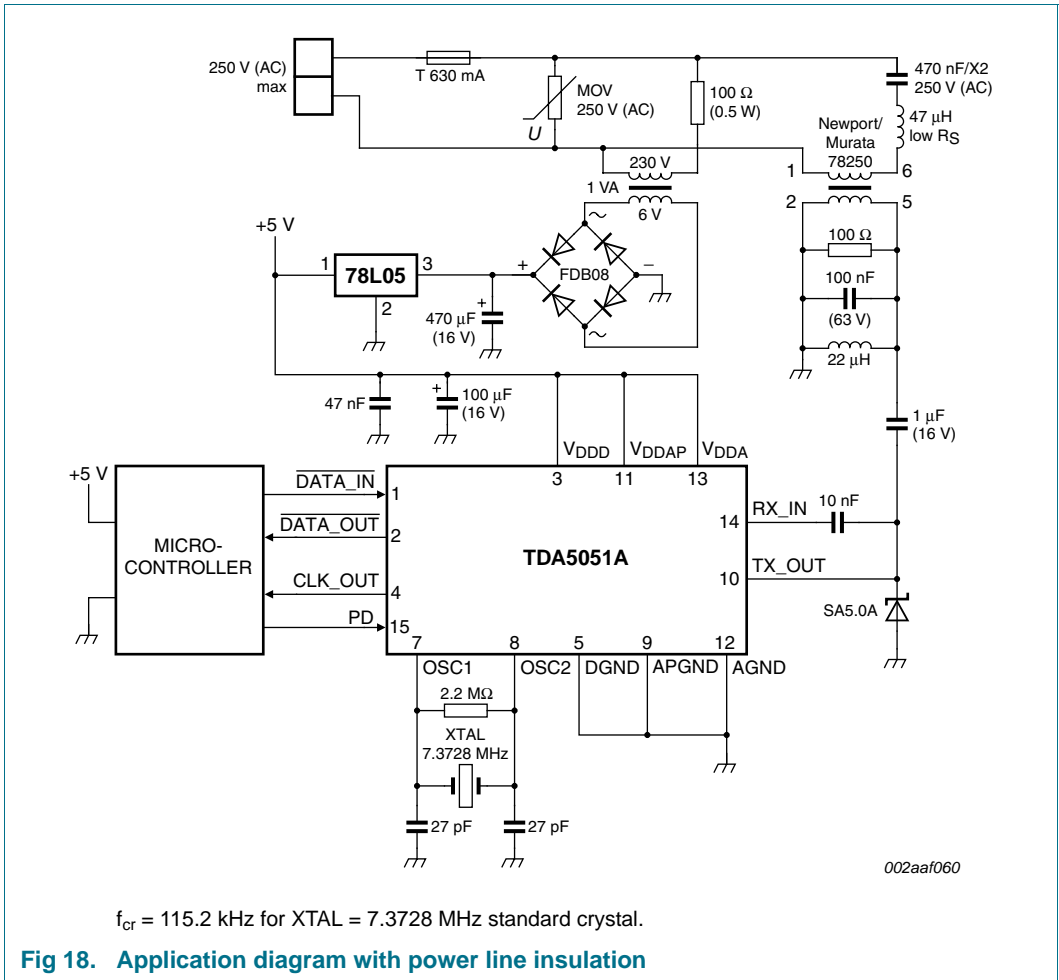 250 V (AC)
max
T 630 mA
MOV
250 V (AC)
U
100 Ω
(0.5 W)
470 nF/X2
250 V (AC)
47 μH
low RS
Newport/
Murata
78250
1
6
2
5
230 V
1 VA
6 V
100 Ω
100 nF
(63 V)
22 μH
+5 V
1
78L05
3
2
+
470 μF
(16 V)
+
∼
FDB08
−
∼
47 nF
+
100 μF
(16 V)
1 μF
(16 V)
VDDD
VDDAP
VDDA
3
11
13
+5 V
MICRO-
CONTROLLER
DATA_IN
1
DATA_OUT
2
CLK_OUT
4
PD
15
TDA5051A
14
RX_IN
10 nF
10
TX_OUT
SA5.0A
7
8
5
9
12
OSC1
OSC2
DGND
APGND
AGND
2.2 MΩ
XTAL
7.3728 MHz
27 pF
27 pF
002aaf060
fcr = 115.2 kHz for XTAL = 7.3728 MHz standard crystal.
Fig 18. Application diagram with power line insulation